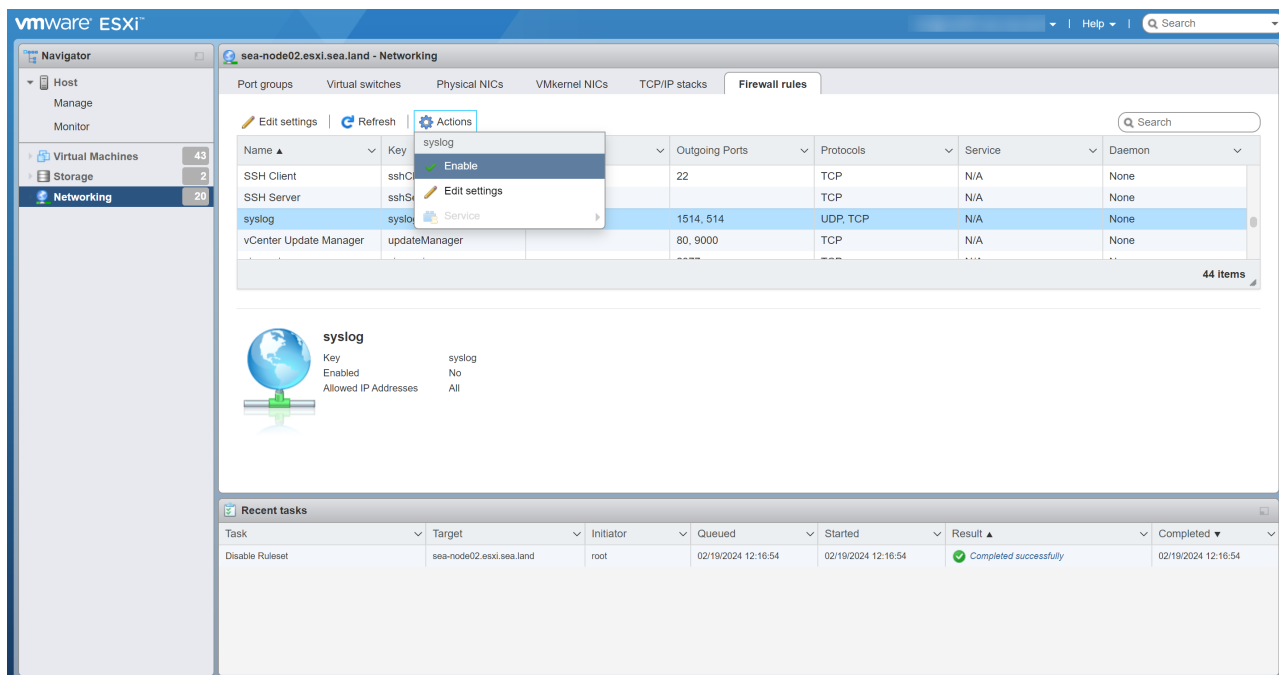 vmware ESXi™
Help
Search
Navigator
Host
Manage
Monitor
Virtual Machines 43
Storage 2
Networking 20
sea-node02.esxi.sea.land - Networking
Port groups Virtual switches Physical NICs VMkernel NICs TCP/IP stacks Firewall rules
Edit settings Refresh Actions
Search
syslog
Enable
Edit settings
Service
Name Key Outgoing Ports Protocols Service Daemon
SSH Client 22 TCP N/A None
SSH Server TCP N/A None
syslog 1514, 514 UDP, TCP N/A None
vCenter Update Manager updateManager 80, 9000 TCP N/A None
44 items
syslog
Key syslog
Enabled No
Allowed IP Addresses All
Recent tasks
Task Target Initiator Queued Started Result Completed
Disable Ruleset sea-node02.esxi.sea.land root 02/19/2024 12:16:54 02/19/2024 12:16:54 Completed successfully 02/19/2024 12:16:54